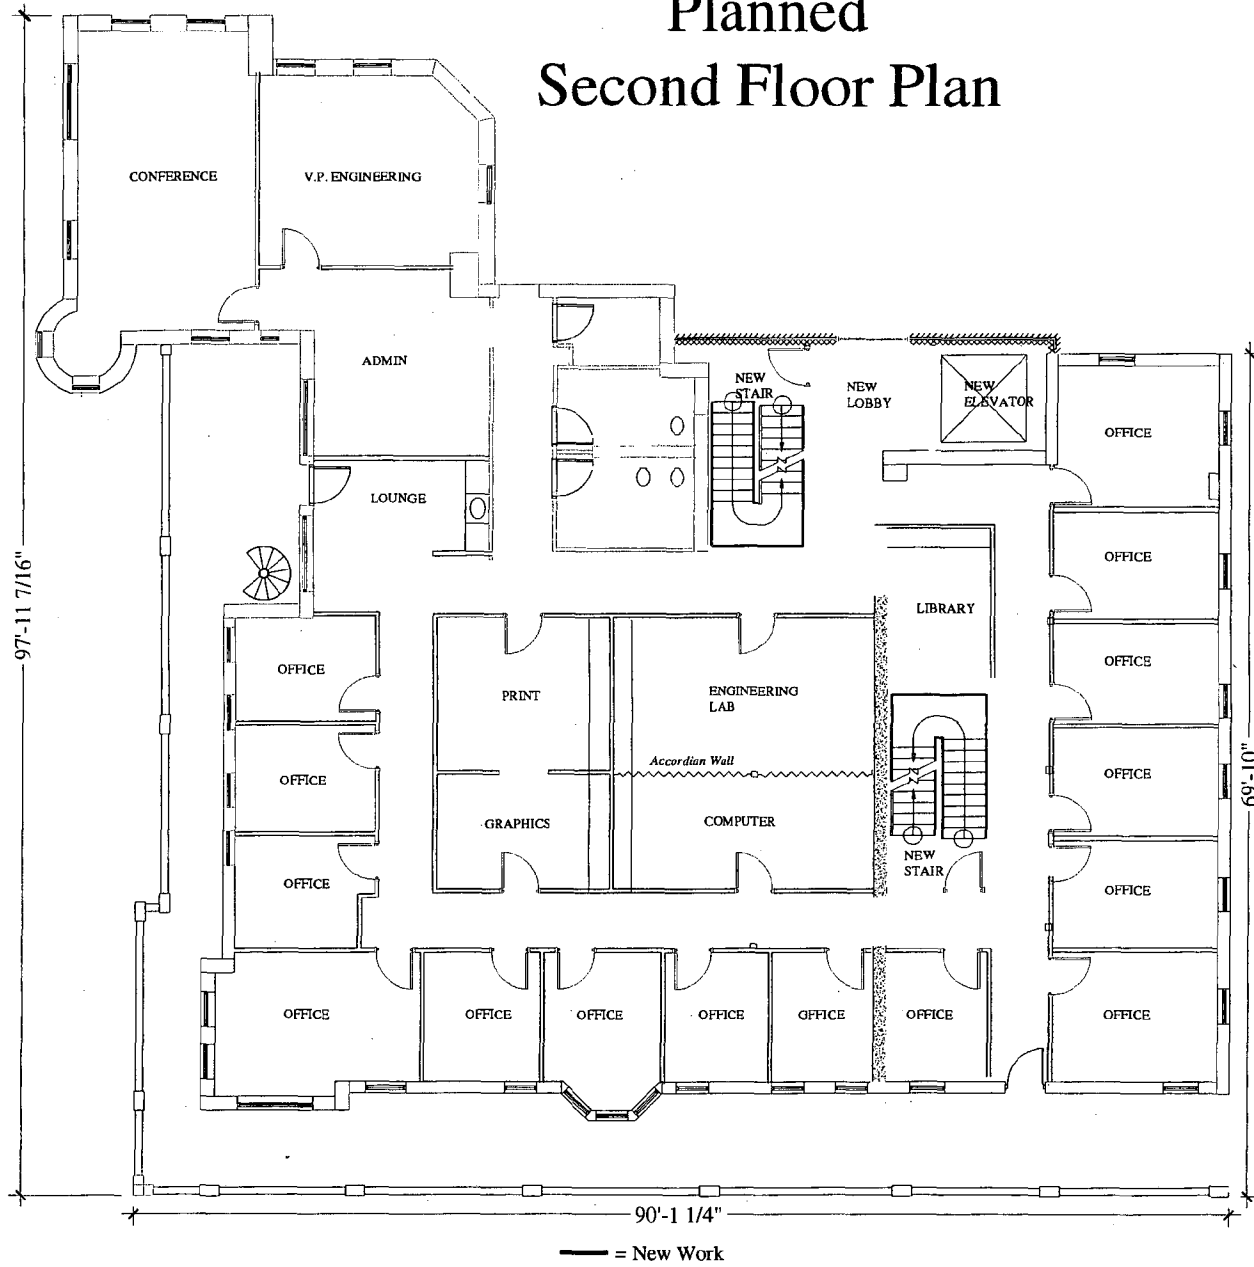 Planned
Second Floor Plan
CONFERENCE
V.P. ENGINEERING
ADMIN
NEW
STAIR
NEW
LOBBY
NEW
ELEVATOR
OFFICE
LOUNGE
OFFICE
97'-11 7/16"
LIBRARY
OFFICE
OFFICE
PRINT
ENGINEERING
LAB
Accordian Wall
OFFICE
OFFICE
69'-10"
GRAPHICS
COMPUTER
NEW
STAIR
OFFICE
OFFICE
OFFICE
OFFICE
OFFICE
OFFICE
OFFICE
OFFICE
OFFICE
90'-1 1/4"
= New Work